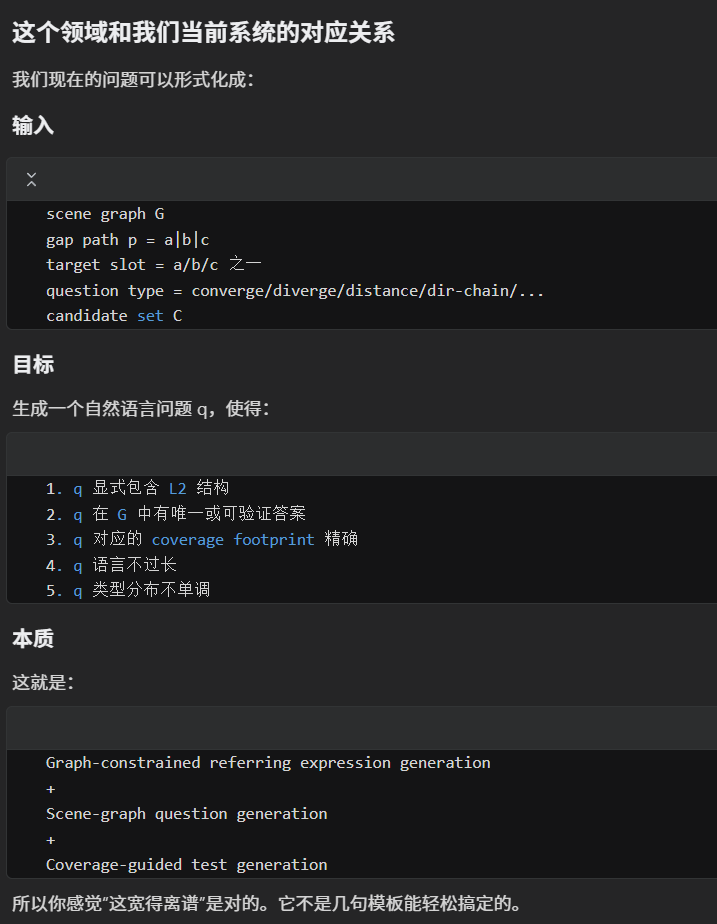 这个领域和我们当前系统的对应关系
我们现在的问题可以形式化成：
输入
scene graph G
gap path p = a|b|c
target slot = a/b/c 之一
question type = converge/diverge/distance/dir-chain/...
candidate set C
目标
生成一个自然语言问题 q，使得：
1. q 显式包含 L2 结构
2. q 在 G 中有唯一或可验证答案
3. q 对应的 coverage footprint 精确
4. q 语言不过长
5. q 类型分布不单调
本质
这就是：
Graph-constrained referring expression generation
+
Scene-graph question generation
+
Coverage-guided test generation
所以你感觉“这宽得离谱”是对的。它不是几句模板能轻松搞定的。